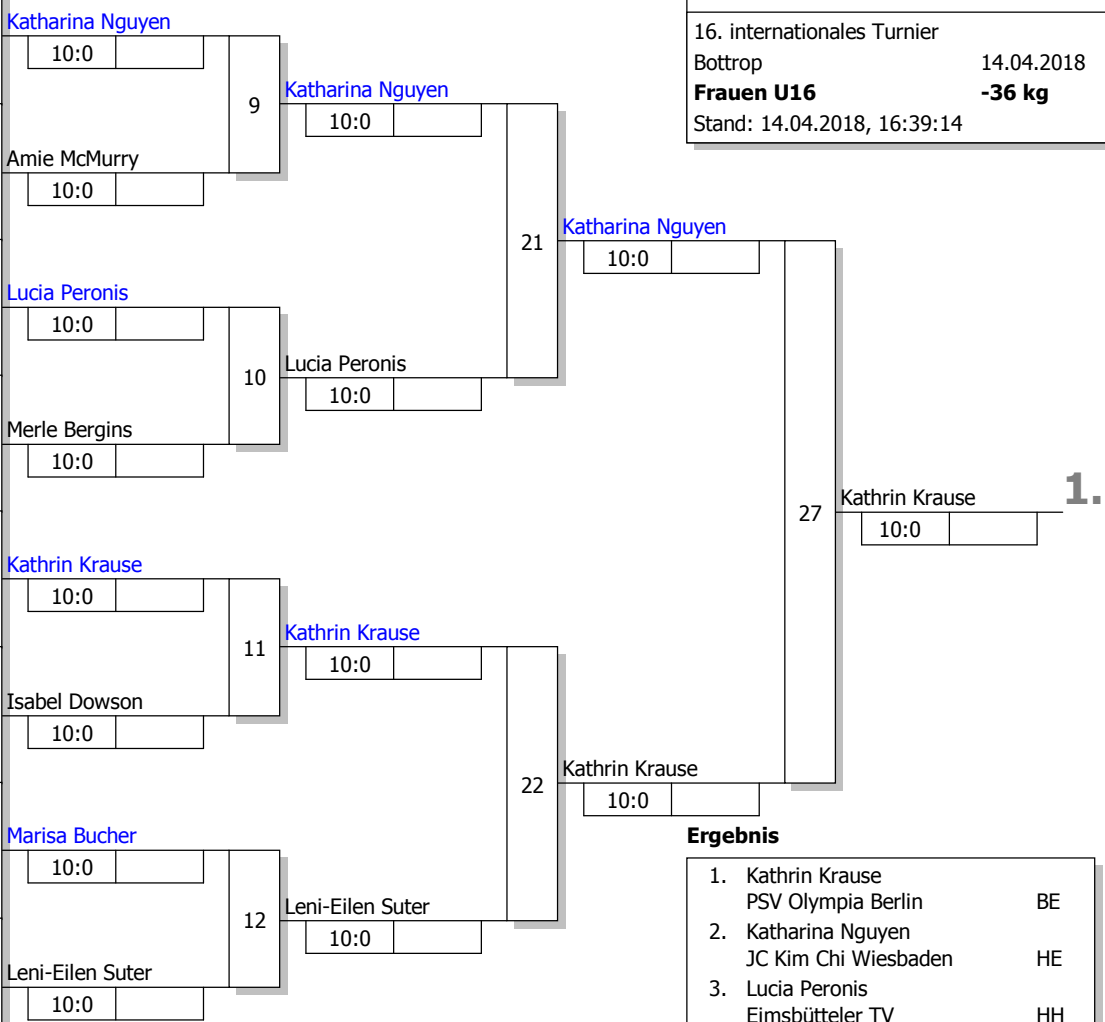 16. internationales Turnier
Bottrop 14.04.2018
Frauen U16 -36 kg
Stand: 14.04.2018, 16:39:14
Katharina Nguyen
10:0
9
Amie McMurry
10:0
Katharina Nguyen
10:0
21
Lucia Peronis
10:0
10
Merle Bergins
10:0
Lucia Peronis
10:0
Katharina Nguyen
10:0
27
Kathrin Krause
10:0
1.
Kathrin Krause
10:0
11
Isabel Dowson
10:0
Kathrin Krause
10:0
22
Kathrin Krause
10:0
Marisa Bucher
10:0
12
Leni-Eilen Suter
10:0
Leni-Eilen Suter
10:0
Ergebnis
1. Kathrin Krause
PSV Olympia Berlin BE
2. Katharina Nguyen
JC Kim Chi Wiesbaden HE
3. Lucia Peronis
Eimsbütteler TV HH